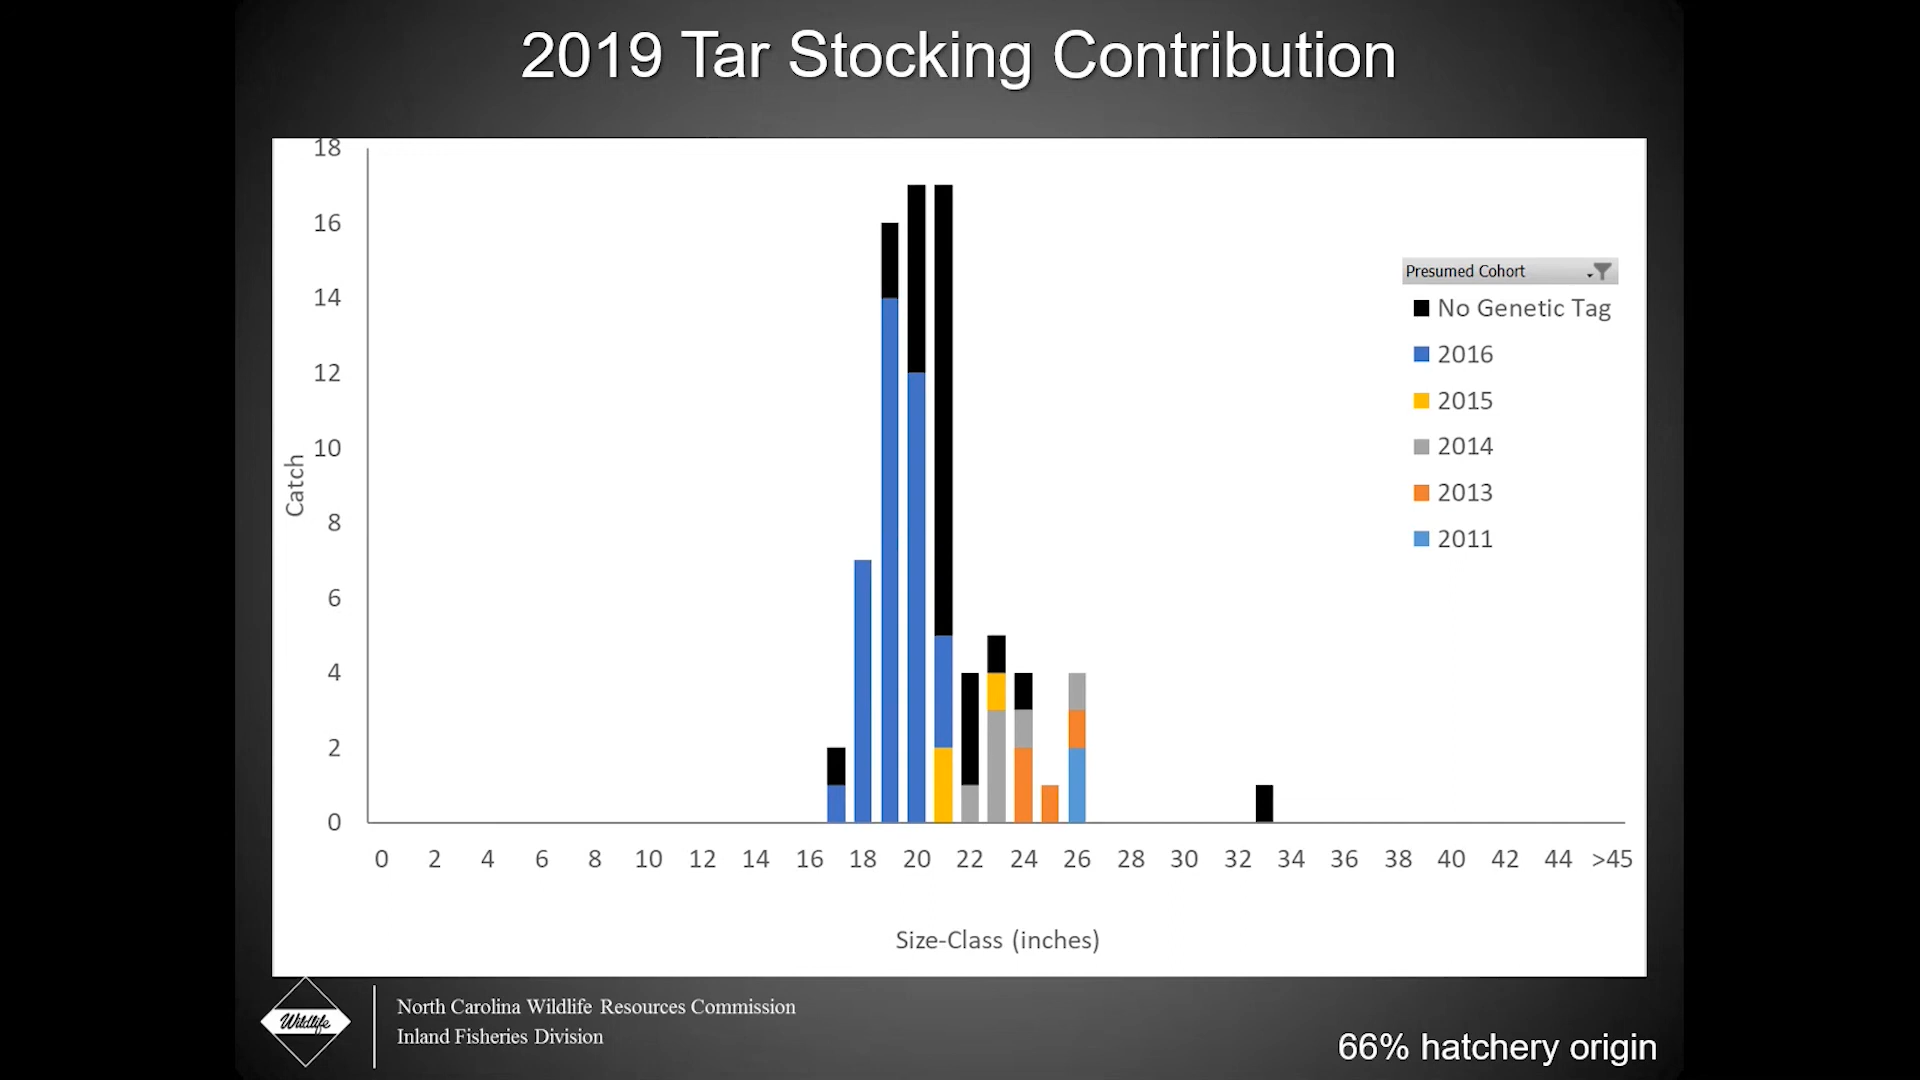 2019 Tar Stocking Contribution
18
16
14
12
10
8
6
4
2
0
Catch
0 2 4 6 8 10 12 14 16 18 20 22 24 26 28 30 32 34 36 38 40 42 44 >45
Size-Class (inches)
Presumed Cohort
No Genetic Tag
2016
2015
2014
2013
2011
Wildlife
North Carolina Wildlife Resources Commission
Inland Fisheries Division
66% hatchery origin